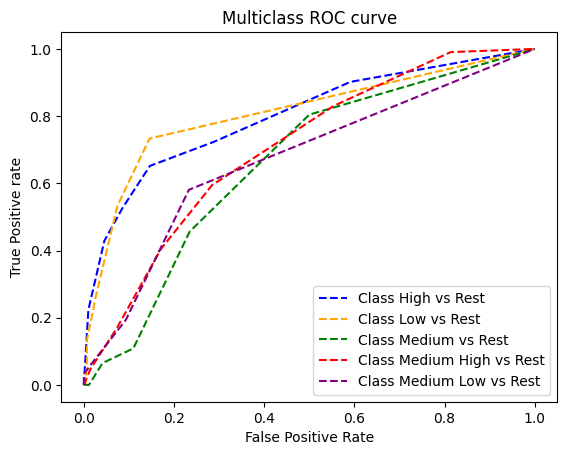 Multiclass ROC curve
True Positive rate
1.0
0.8
0.6
0.4
0.2
0.0
Class High vs Rest
Class Low vs Rest
Class Medium vs Rest
Class Medium High vs Rest
Class Medium Low vs Rest
0.0 0.2 0.4 0.6 0.8 1.0
False Positive Rate